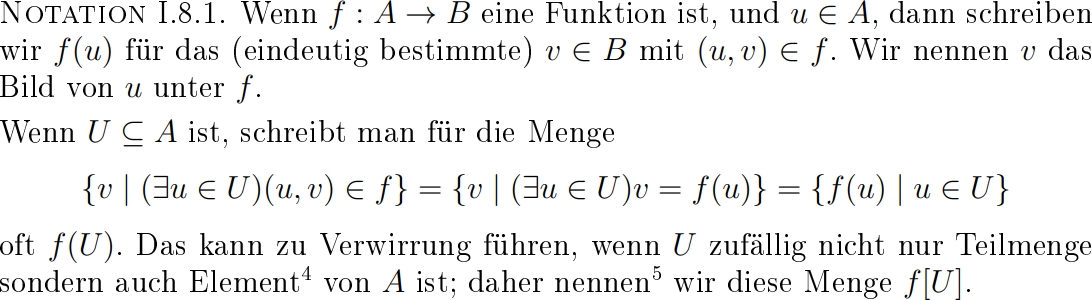 NOTATION I.8.1. Wenn f : A → B eine Funktion ist, und u ∈ A, dann schreiben
wir f(u) für das (eindeutig bestimmte) v ∈ B mit (u, v) ∈ f. Wir nennen v das
Bild von u unter f.
Wenn U ⊆ A ist, schreibt man für die Menge
{v | (∃u ∈ U)(u, v) ∈ f} = {v | (∃u ∈ U)v = f(u)} = {f(u) | u ∈ U}
oft f(U). Das kann zu Verwirrung führen, wenn U zufällig nicht nur Teilmenge
sondern auch Element⁴ von A ist; daher nennen⁵ wir diese Menge f[U].